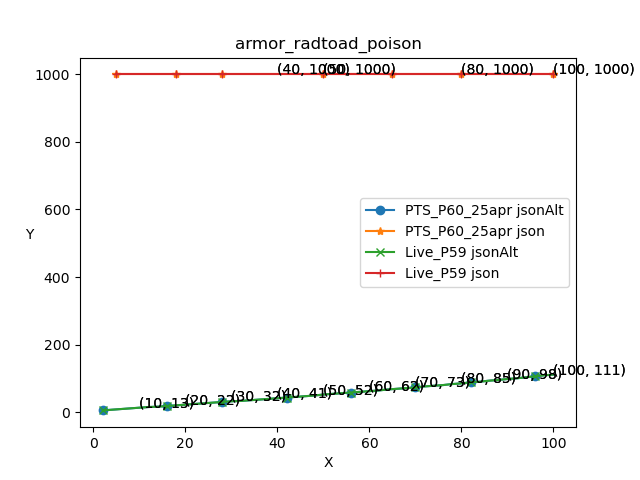 armor_radtoad_poison
1000
(40, 1000)
(50, 1000)
(80, 1000)
(100, 1000)
800
600
PTS_P60_25apr jsonAlt
PTS_P60_25apr json
Live_P59 jsonAlt
Live_P59 json
Y
400
200
0
(10, 13)
(20, 22)
(30, 32)
(40, 41)
(50, 52)
(60, 62)
(70, 73)
(80, 85)
(90, 98)
(100, 111)
0 20 40 60 80 100
X